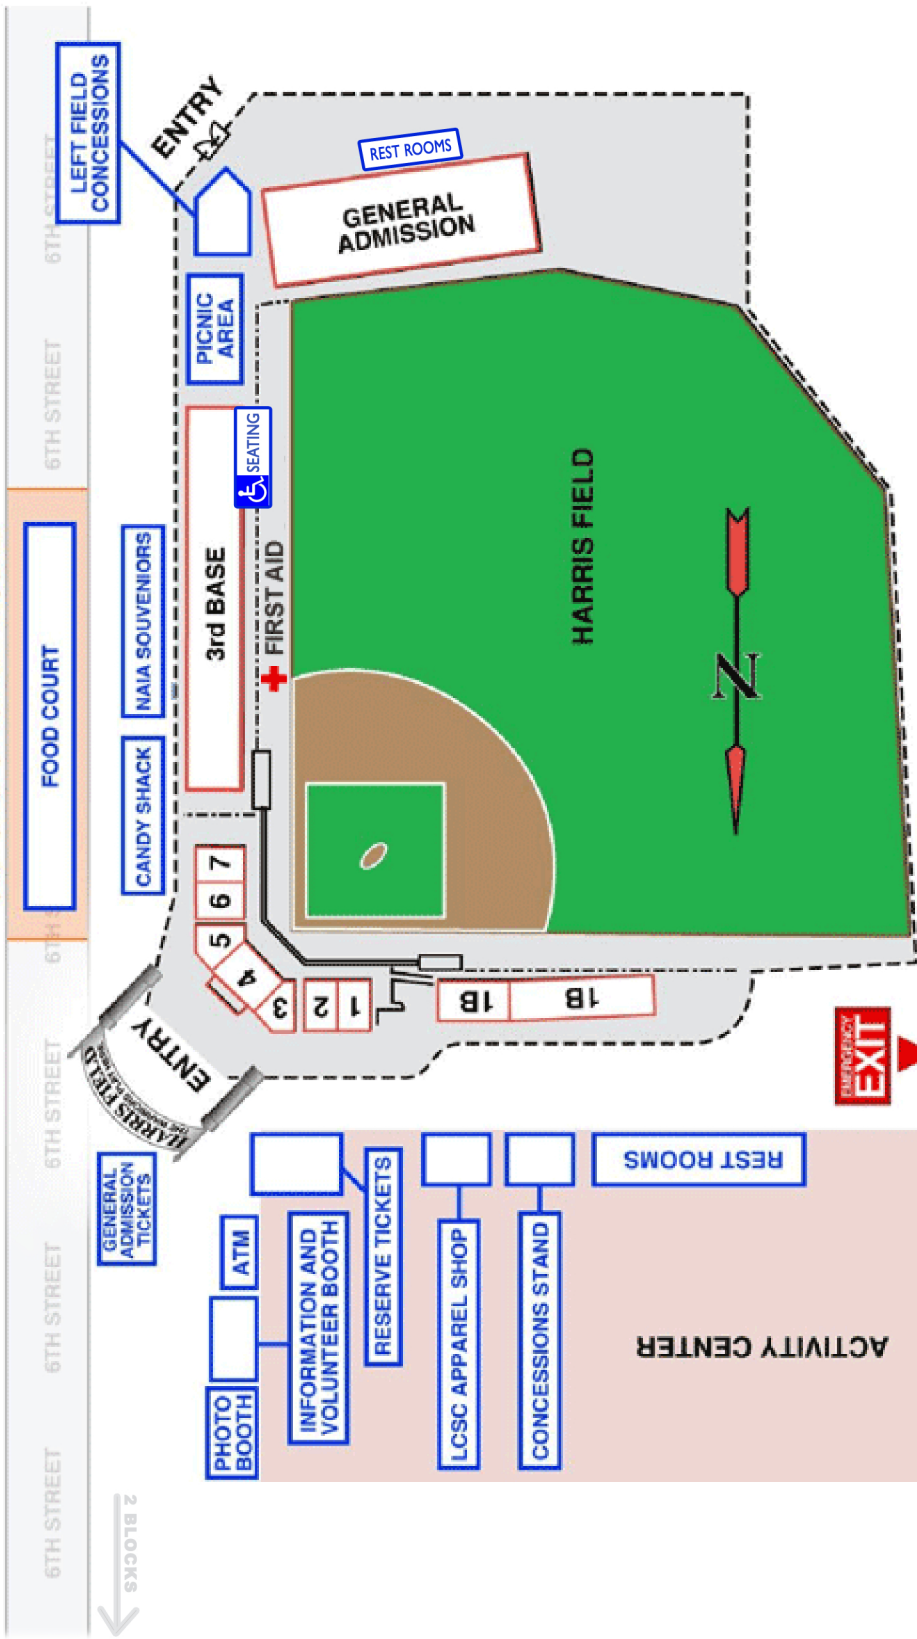 6TH STREET
LEFT FIELD
CONCESSIONS
ENTRY
REST ROOMS
GENERAL
ADMISSION
PICNIC
AREA
6TH STREET
SEATING
3rd BASE
FIRST AID
HARRIS FIELD
N
FOOD COURT
NAIA SOUVENIORS
CANDY SHACK
6TH S
7
6
5
4
3
2
1
1B
1B
ENTRY
HARRIS FIELD
EMERGENCY
EXIT
6TH STREET
GENERAL
ADMISSION
TICKETS
ATM
PHOTO
BOOTH
INFORMATION AND
VOLUNTEER BOOTH
RESERVE TICKETS
LCSC APPAREL SHOP
CONCESSIONS STAND
REST ROOMS
ACTIVITY CENTER
6TH STREET
6TH STREET
2 BLOCKS